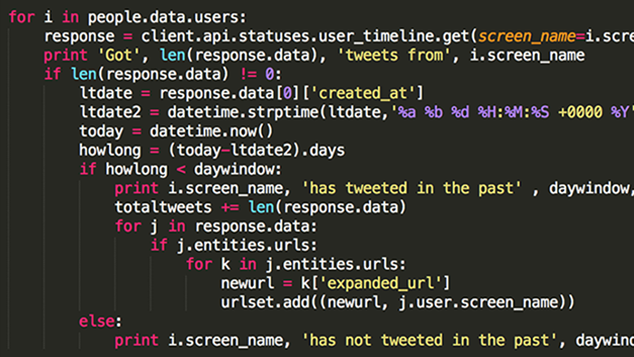 for i in people.data.users:
response = client.api.statuses.user_timeline.get(screen_name=i.scre
print 'Got', len(response.data), 'tweets from', i.screen_name
if len(response.data) != 0:
ltdate = response.data[0]['created_at']
ltdate2 = datetime.strptime(ltdate,'%a %b %d %H:%M:%S +0000 %Y'
today = datetime.now()
howlong = (today-ltdate2).days
if howlong < daywindow:
print i.screen_name, 'has tweeted in the past' , daywindow,
totaltweets += len(response.data)
for j in response.data:
if j.entities.urls:
for k in j.entities.urls:
newurl = k['expanded_url']
urlset.add((newurl, j.user.screen_name))
else:
print i.screen_name, 'has not tweeted in the past', daywind